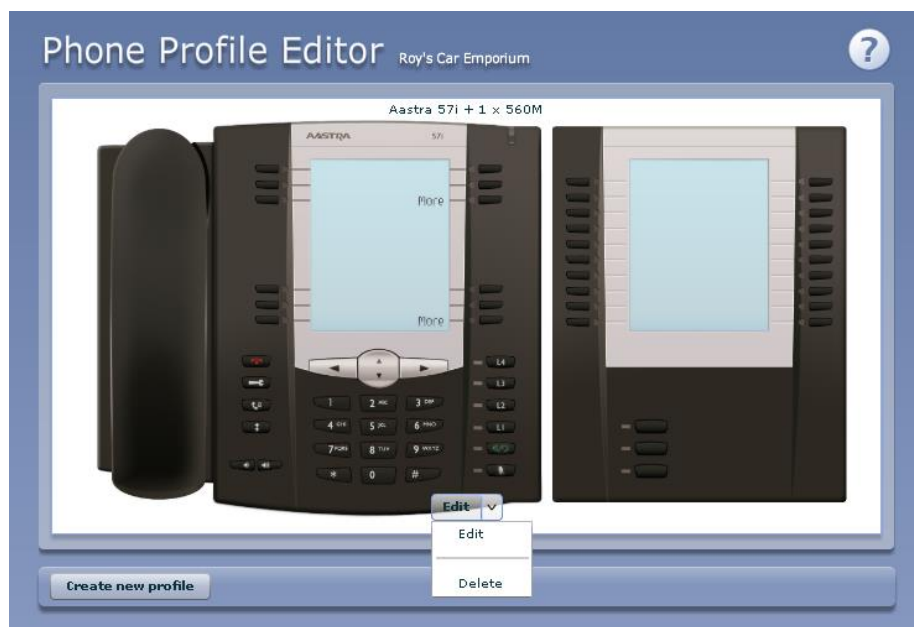 Phone Profile Editor Roy's Car Emporium ?
Aastra 57i + 1 × 560M
AASTRA 57i
More
More
L4
L3
1 2 ABC 3 DEF L2
4 GHI 5 JKL 6 MNO L1
7 PQRS 8 TUV 9 WXYZ
* 0 #
Edit
Edit
Delete
Create new profile